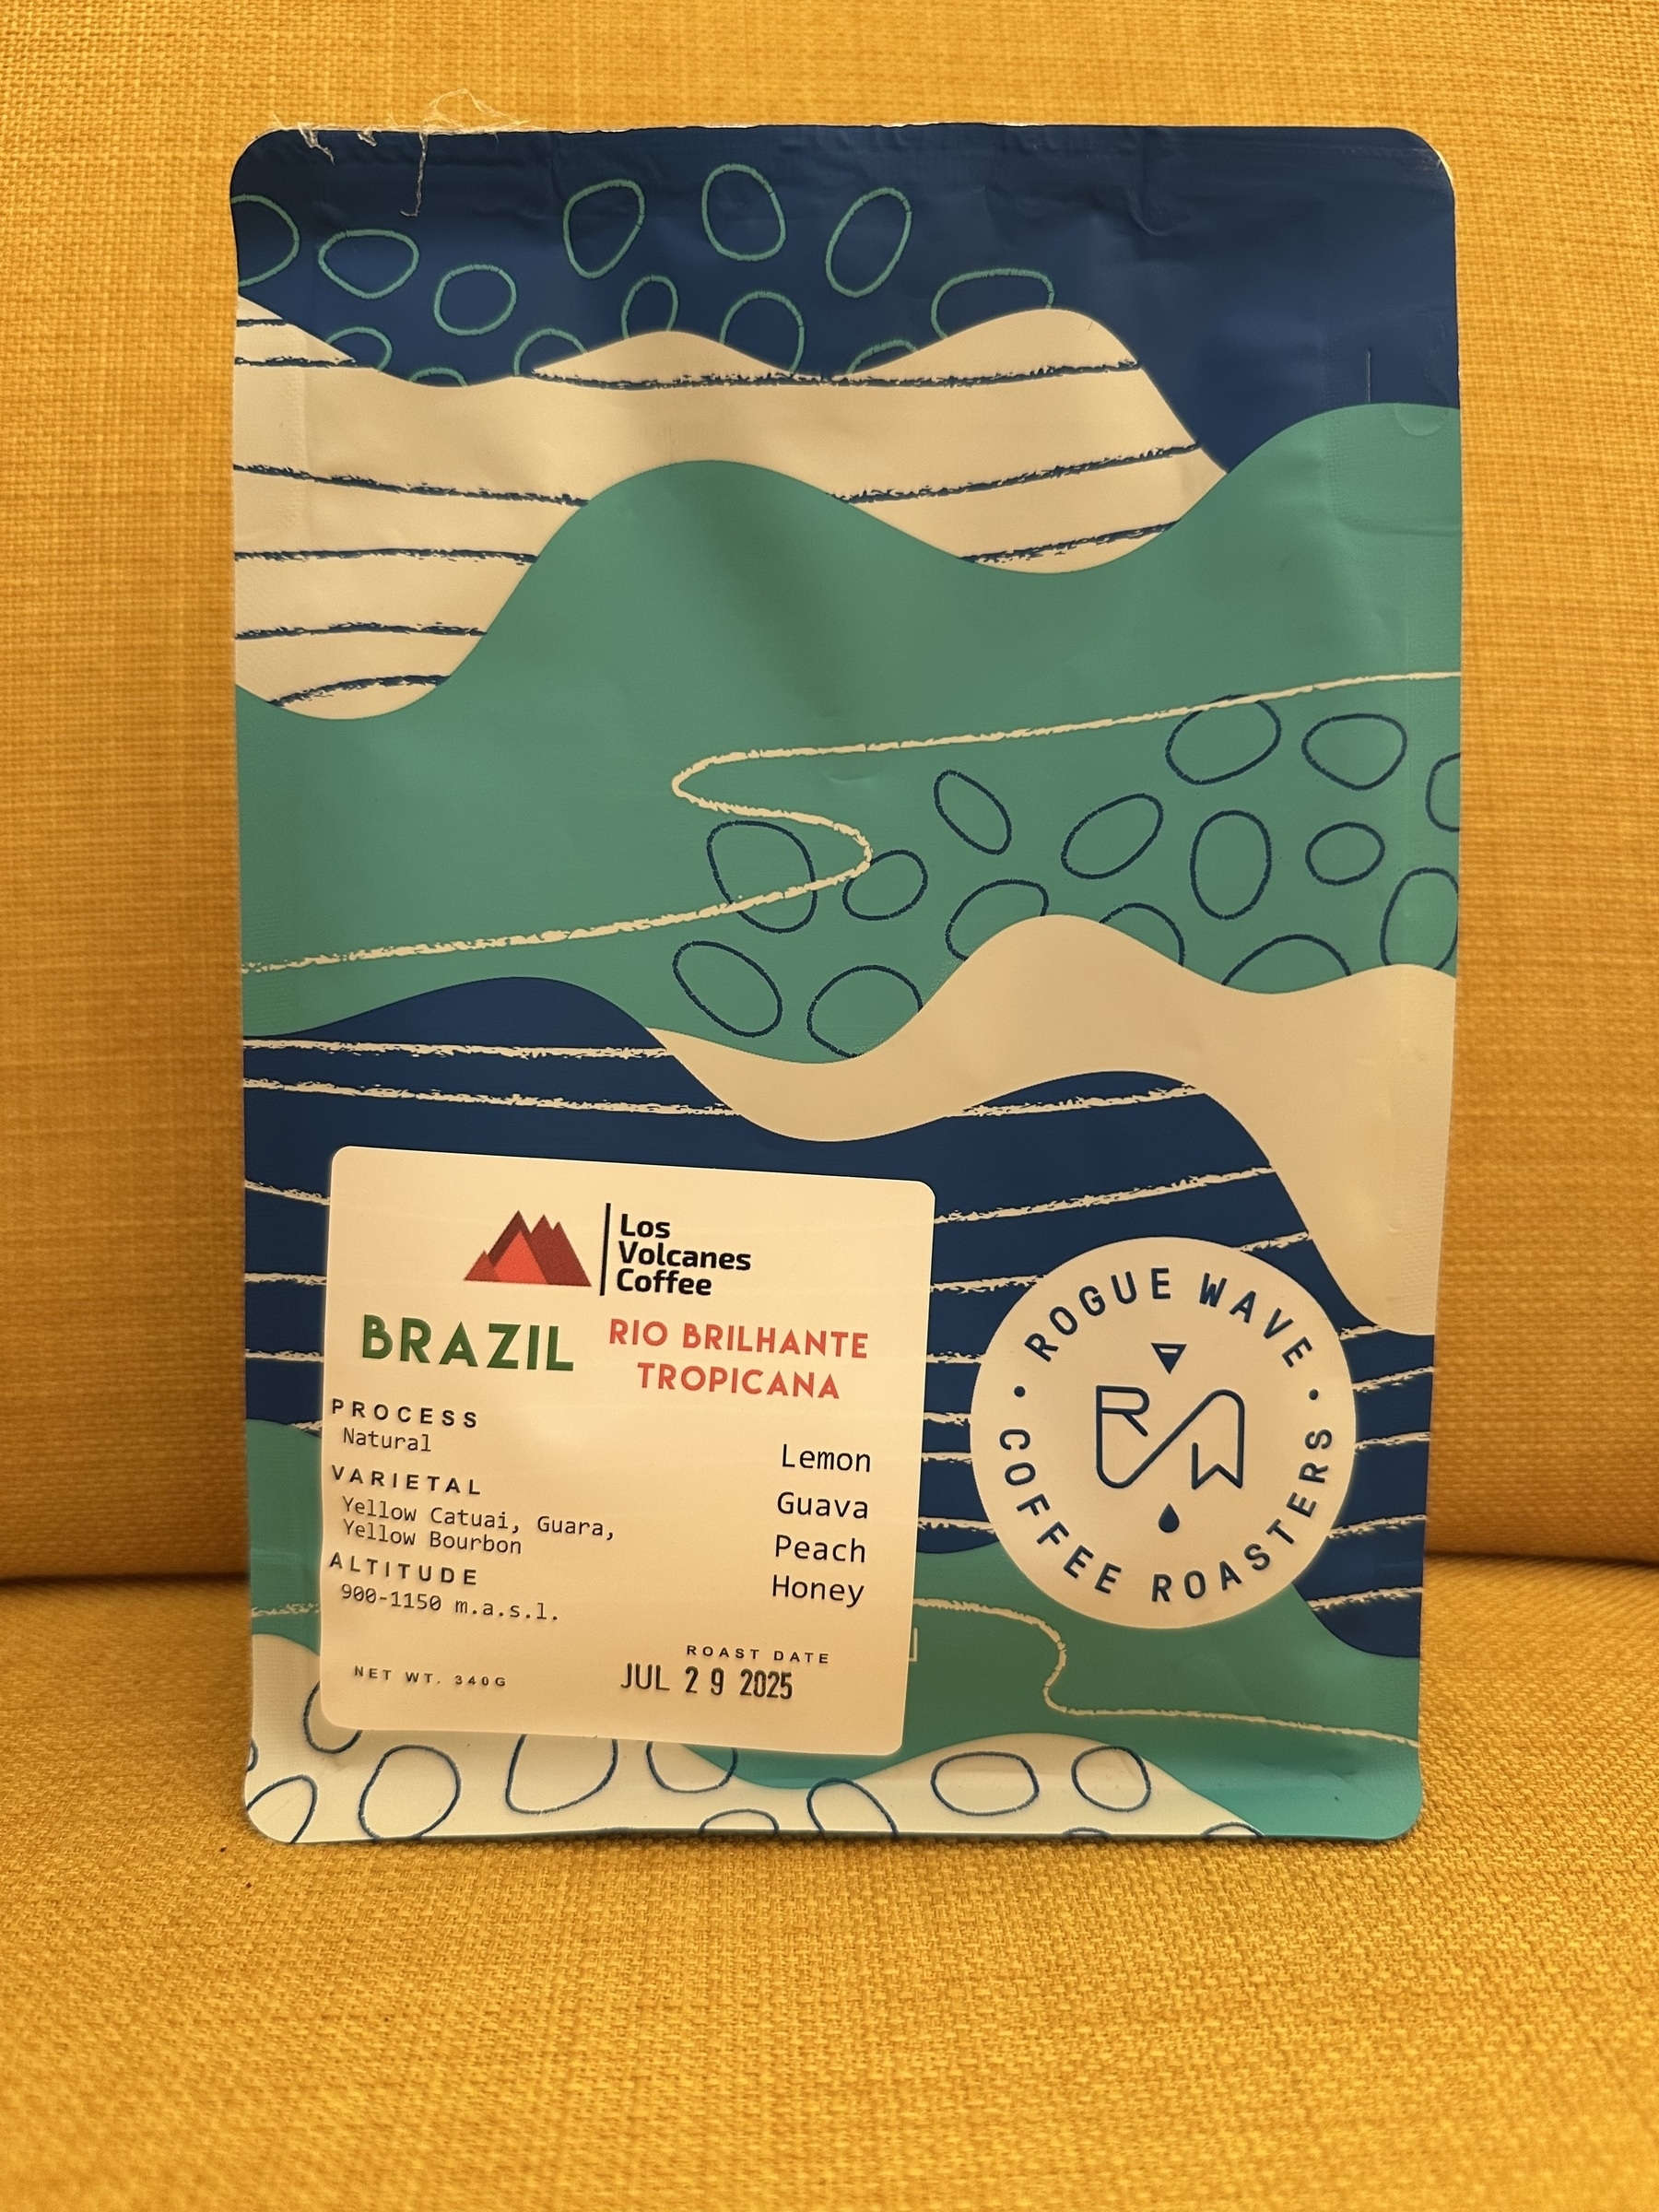 Los
Volcanes
Coffee
BRAZIL
RIO BRILHANTE
TROPICANA
PROCESS
Natural
VARIETAL
Yellow Catuai, Guara,
Yellow Bourbon
ALTITUDE
900-1150 m.a.s.l.
Lemon
Guava
Peach
Honey
NET WT. 340G
ROAST DATE
JUL 29 2025
ROGUE WAVE
RW
COFFEE ROASTERS